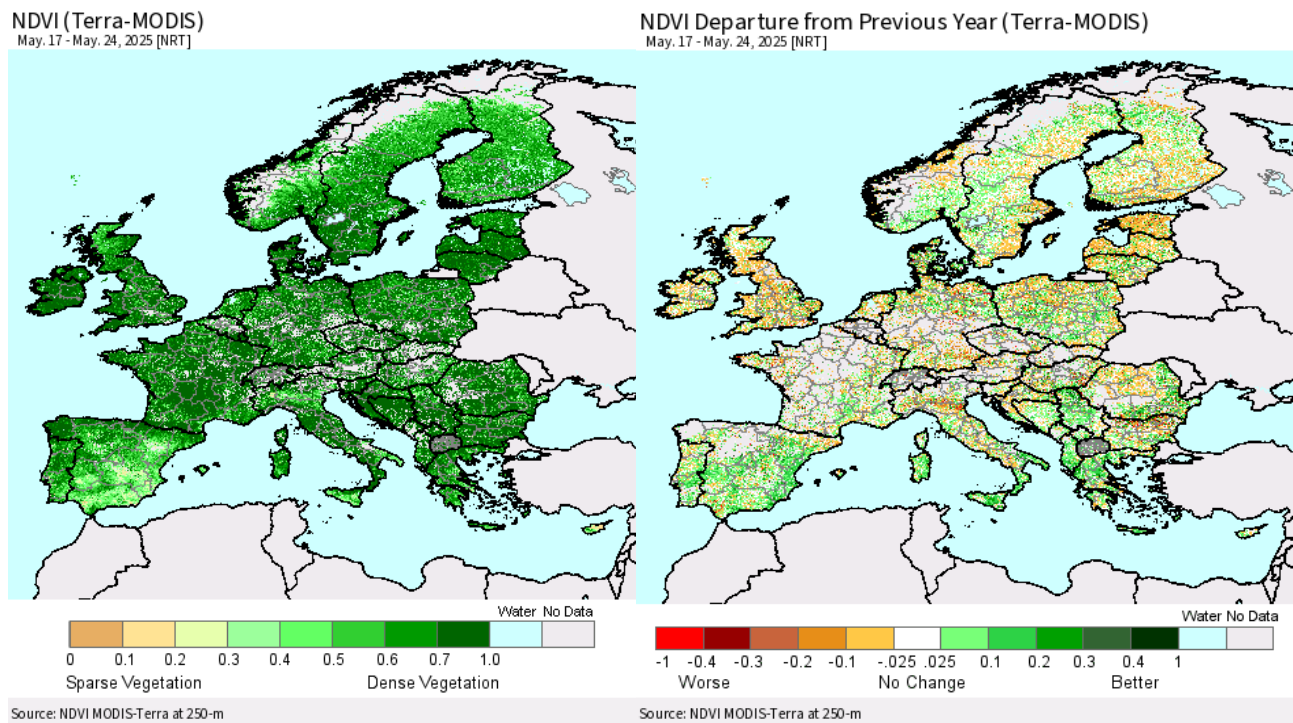 NDVI (Terra-MODIS)
May. 17 - May. 24, 2025 [NRT]
Water No Data
0 0.1 0.2 0.3 0.4 0.5 0.6 0.7 1.0
Sparse Vegetation Dense Vegetation
Source: NDVI MODIS-Terra at 250-m
NDVI Departure from Previous Year (Terra-MODIS)
May. 17 - May. 24, 2025 [NRT]
Water No Data
-1 -0.4 -0.3 -0.2 -0.1 -.025 .025 0.1 0.2 0.3 0.4 1
Worse No Change Better
Source: NDVI MODIS-Terra at 250-m